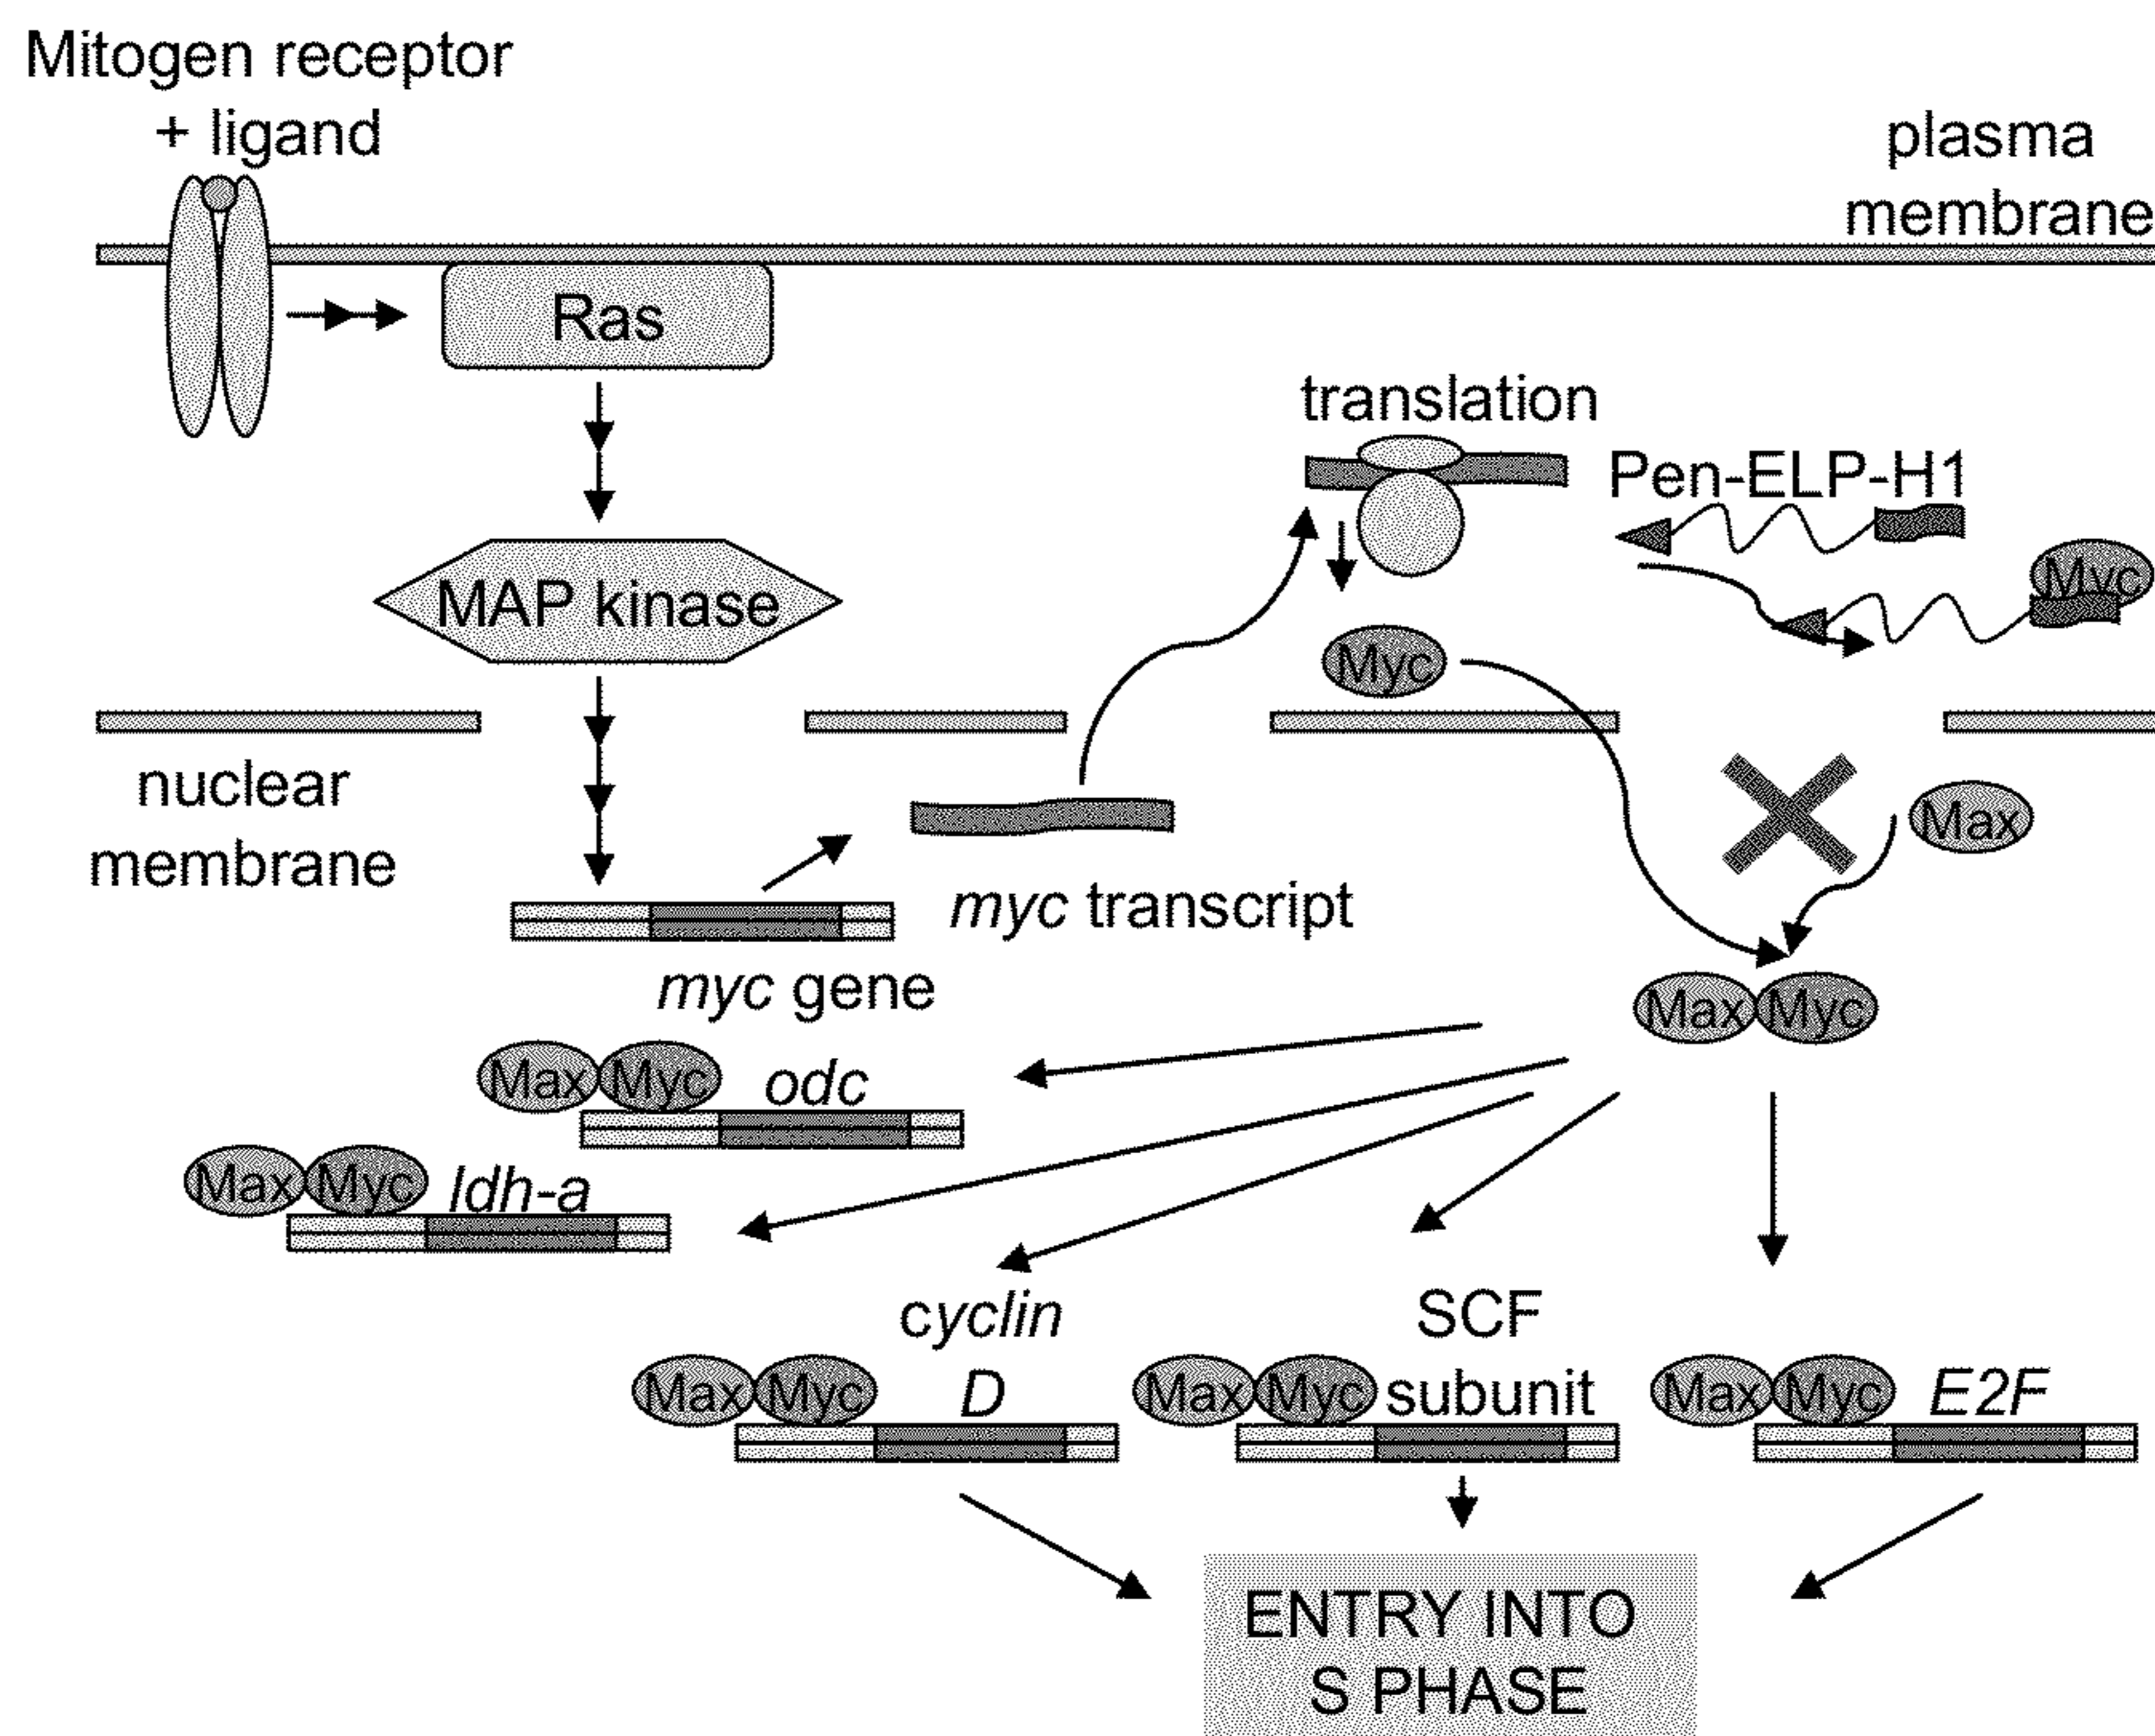 Mitogen receptor
+ ligand
plasma
membrane
Ras
translation
Pen-ELP-H1
Myc
MAP kinase
Myc
nuclear
membrane
Max
myc transcript
myc gene
Max Myc
Max Myc odc
Max Myc ldh-a
cyclin
D
Max Myc
SCF
subunit
Max Myc
E2F
Max Myc
ENTRY INTO
S PHASE